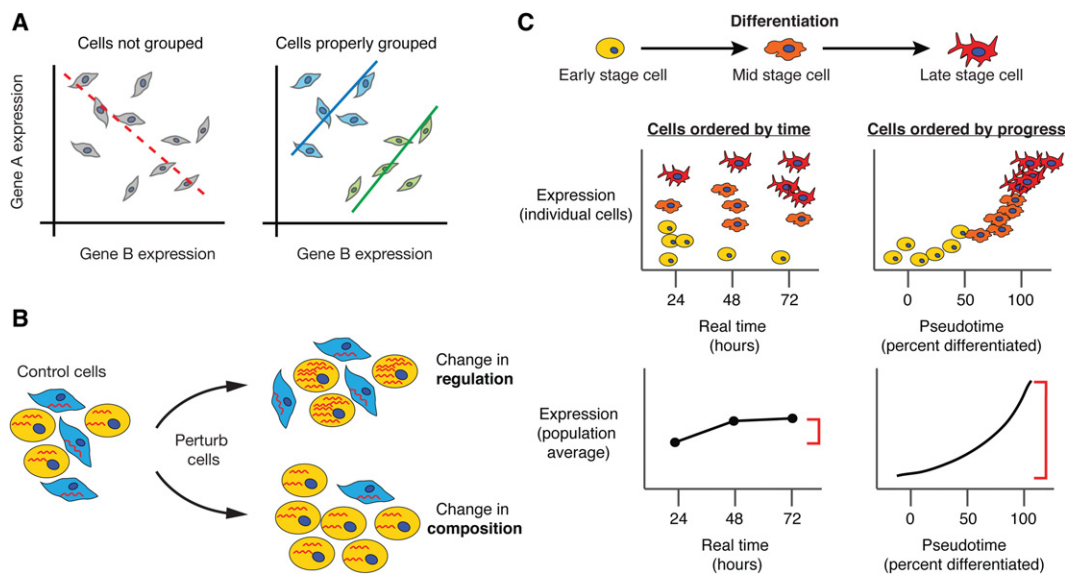 A
Cells not grouped
Cells properly grouped
Gene A expression
Gene B expression
Gene B expression
B
Control cells
Perturb
cells
Change in
regulation
Change in
composition
C
Differentiation
Early stage cell
Mid stage cell
Late stage cell
Cells ordered by time
Cells ordered by progress
Expression
(individual cells)
24
48
72
Real time
(hours)
0
50
100
Pseudotime
(percent differentiated)
Expression
(population
average)
24
48
72
Real time
(hours)
0
50
100
Pseudotime
(percent differentiated)